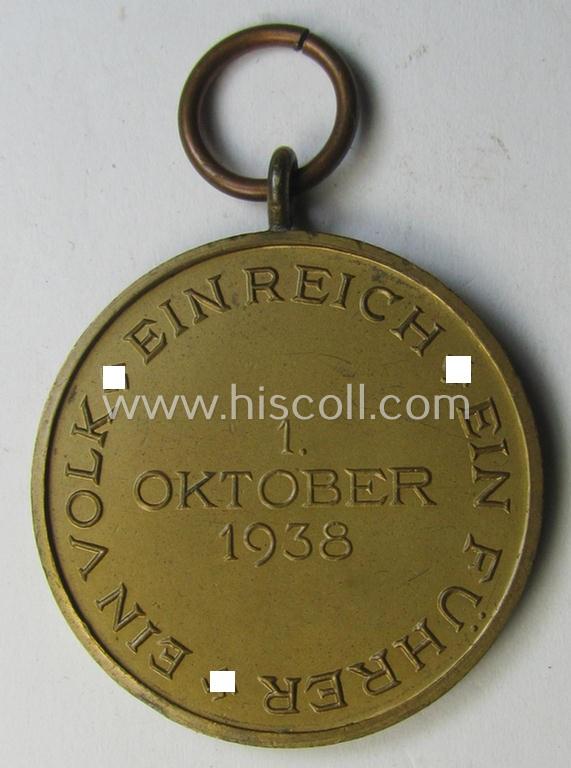 EIN VOLK EIN REICH EIN FÜHRER
www.hiscoll.com
1.
OKTOBER
1938